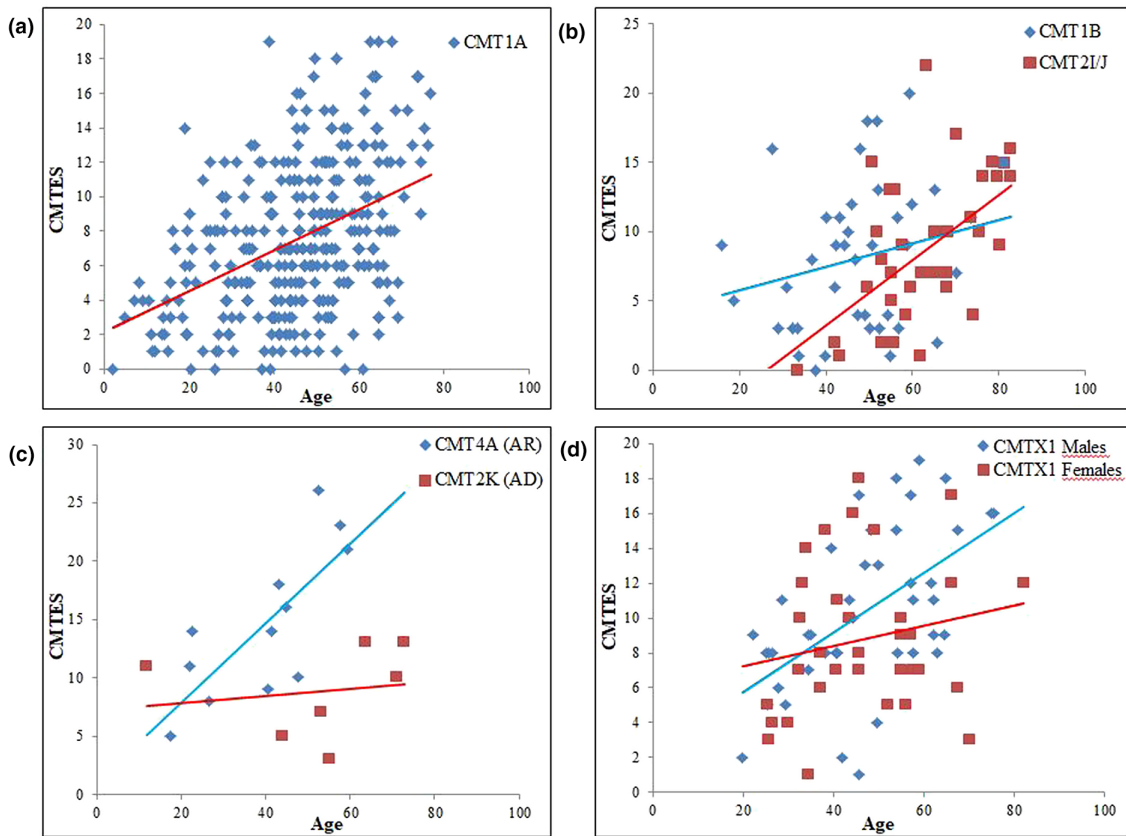 (a)
CMT1A
CMTES
20
18
16
14
12
10
8
6
4
2
0
0 20 40 60 80 100
Age
(b)
CMT1B
CMT2I/J
CMTES
25
20
15
10
5
0
0 20 40 60 80 100
Age
(c)
CMT4A (AR)
CMT2K (AD)
CMTES
30
25
20
15
10
5
0
0 20 40 60 80 100
Age
(d)
CMTX1 Males
CMTX1 Females
CMTES
20
18
16
14
12
10
8
6
4
2
0
0 20 40 60 80 100
Age